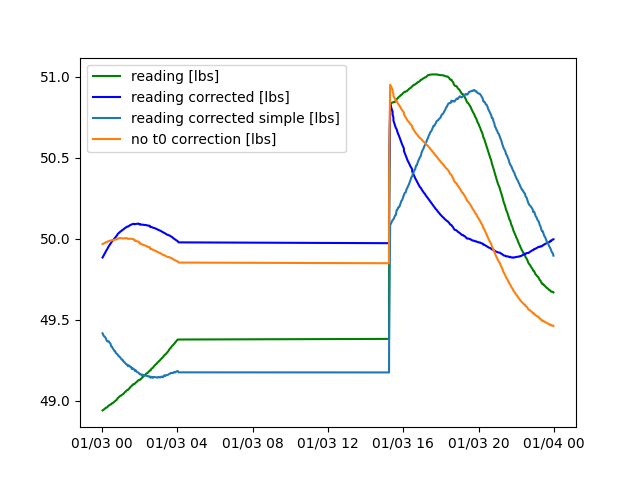 51.0
50.5
50.0
49.5
49.0
reading [lbs]
reading corrected [lbs]
reading corrected simple [lbs]
no t0 correction [lbs]
01/03 00 01/03 04 01/03 08 01/03 12 01/03 16 01/03 20 01/04 00